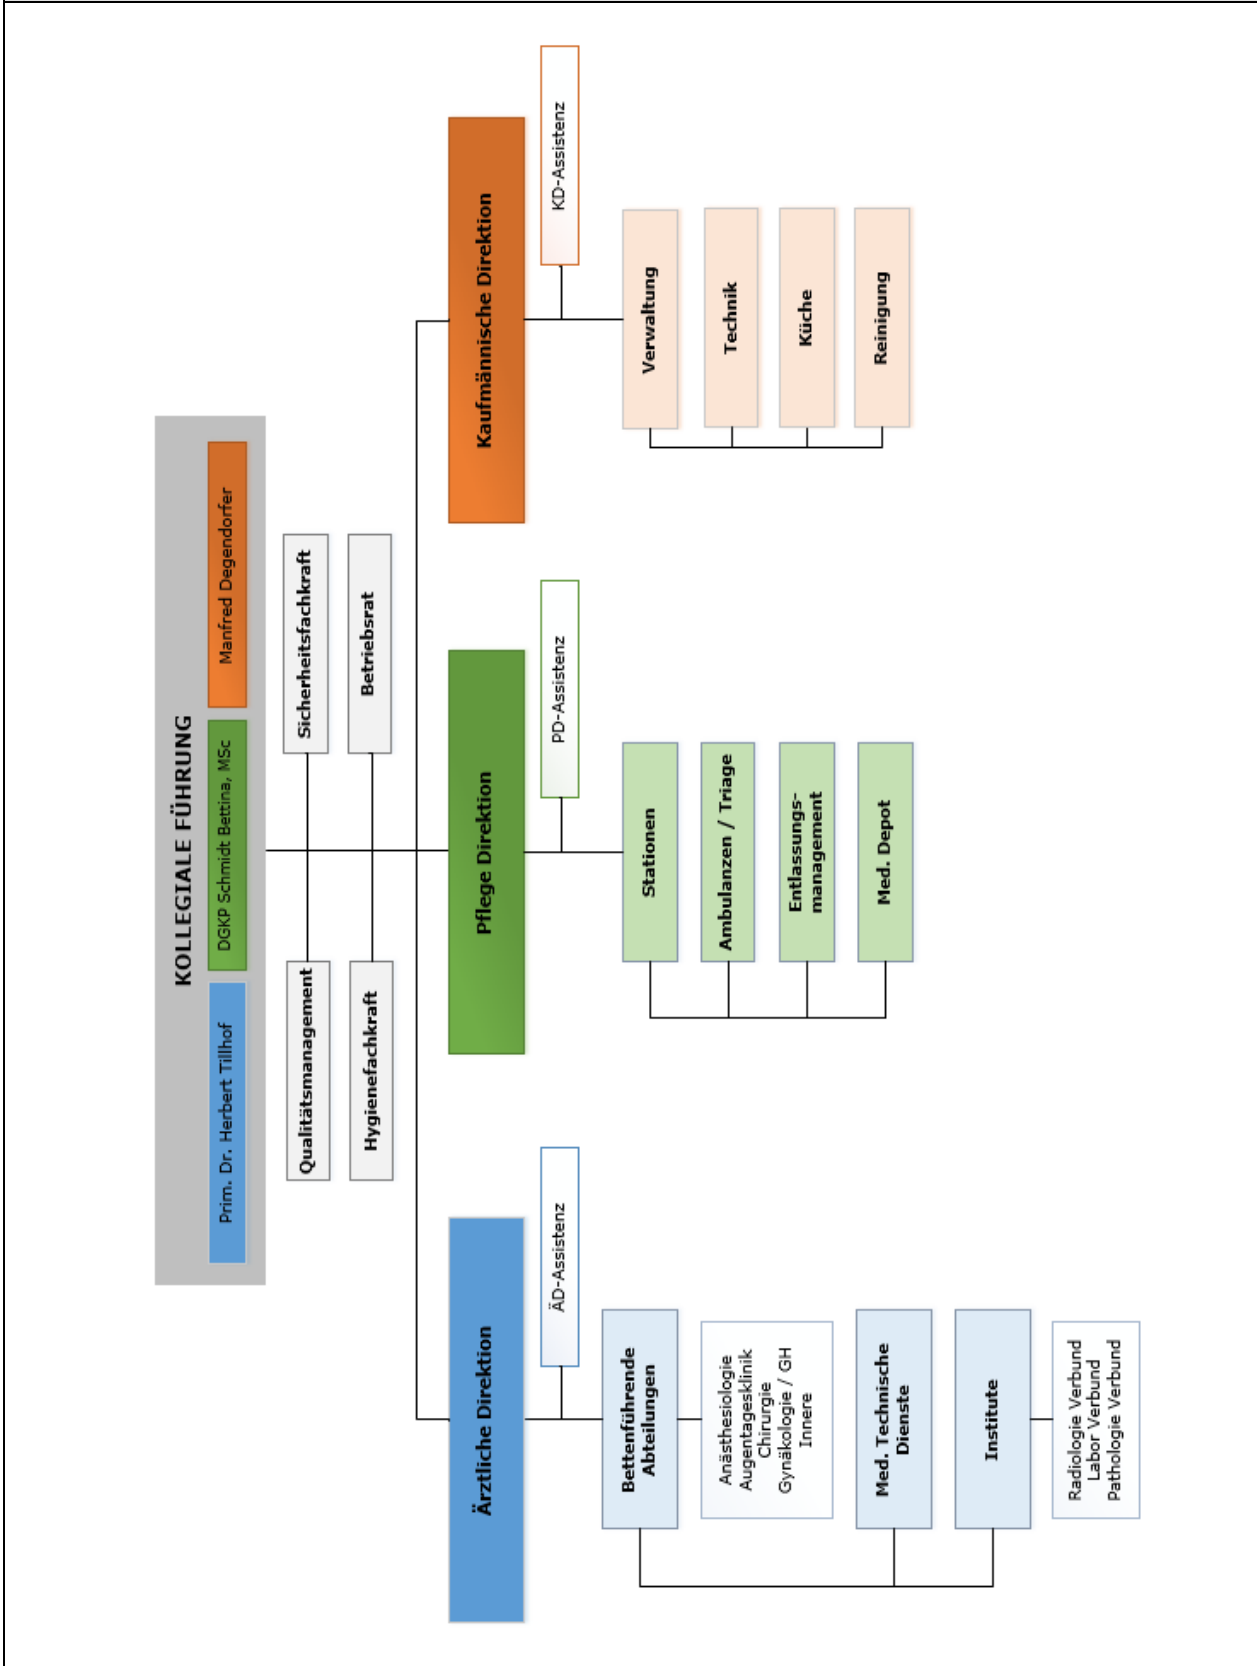 KOLLEGIALE FÜHRUNG
Prim. Dr. Herbert Tillhof
DGKP Schmidt Bettina, MSc
Manfred Degendorfer
Qualitätsmanagement
Sicherheitsfachkraft
Hygienefachkraft
Betriebsrat
Ärztliche Direktion
ÄD-Assistenz
Bettenführende
Abteilungen
Anästhesiologie
Augentagesklinik
Chirurgie
Gynäkologie / GH
Innere
Med. Technische
Dienste
Institute
Radiologie Verbund
Labor Verbund
Pathologie Verbund
Pflege Direktion
PD-Assistenz
Stationen
Ambulanzen / Triage
Entlassungs-
management
Med. Depot
Kaufmännische Direktion
KD-Assistenz
Verwaltung
Technik
Küche
Reinigung